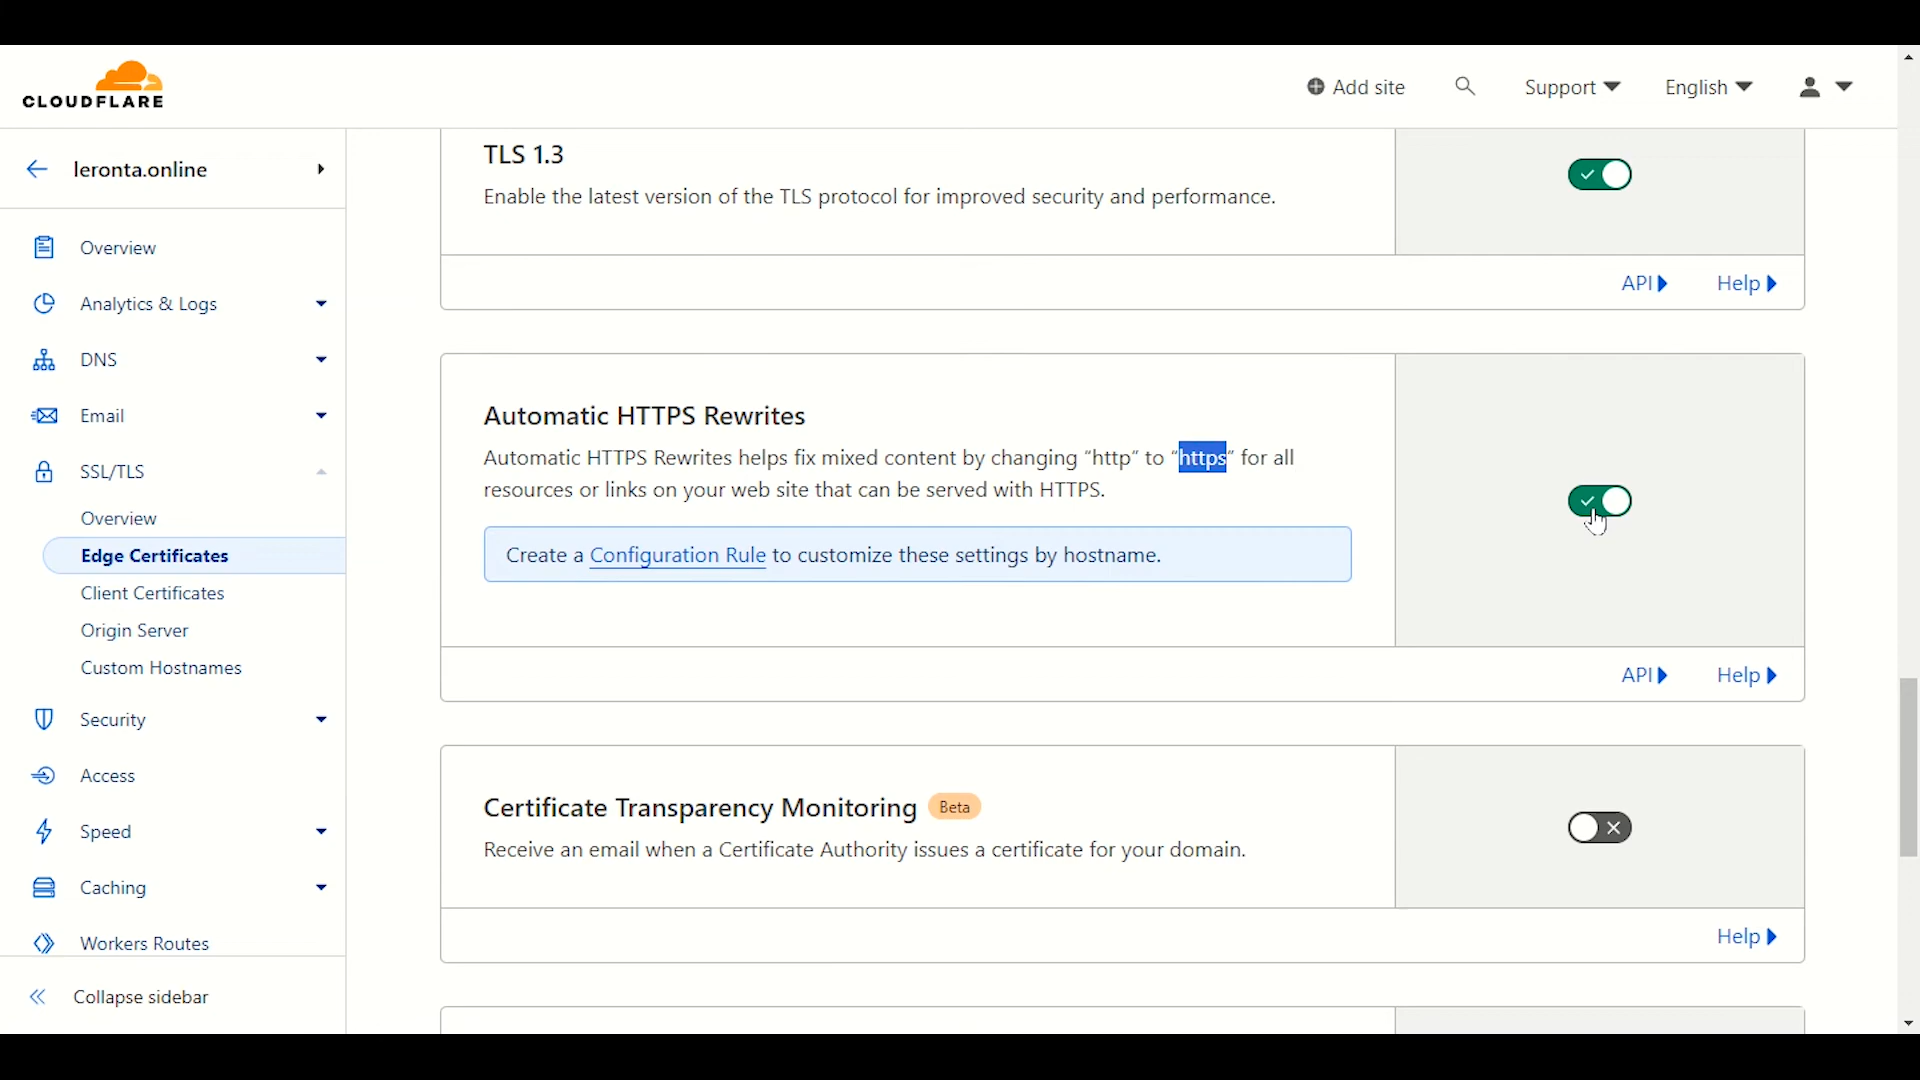 CLOUDFLARE
Add site
Support
English
leronta.online
Overview
Analytics & Logs
DNS
Email
SSL/TLS
Overview
Edge Certificates
Client Certificates
Origin Server
Custom Hostnames
Security
Access
Speed
Caching
Workers Routes
Collapse sidebar
TLS 1.3
Enable the latest version of the TLS protocol for improved security and performance.
API
Help
Automatic HTTPS Rewrites
Automatic HTTPS Rewrites helps fix mixed content by changing “http” to “https” for all
resources or links on your web site that can be served with HTTPS.
Create a Configuration Rule to customize these settings by hostname.
API
Help
Certificate Transparency Monitoring Beta
Receive an email when a Certificate Authority issues a certificate for your domain.
Help